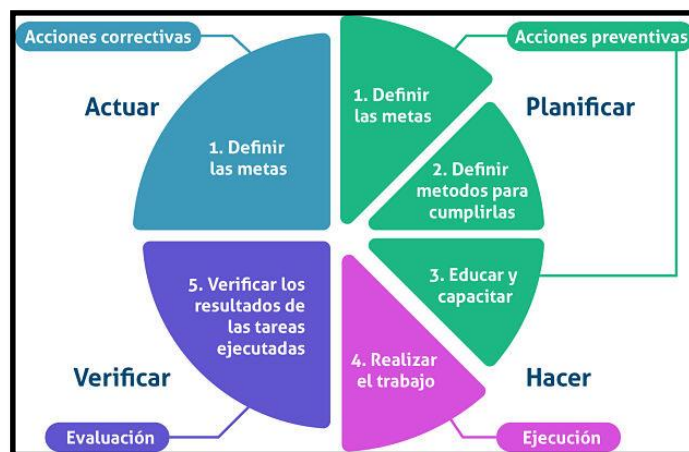 Acciones correctivas
Acciones preventivas
Actuar
Planificar
1. Definir
las metas
1. Definir
las metas
2. Definir
metodos para
cumplirlas
3. Educar y
capacitar
4. Realizar
el trabajo
5. Verificar los
resultados de
las tareas
ejecutadas
Verificar
Hacer
Evaluación
Ejecución